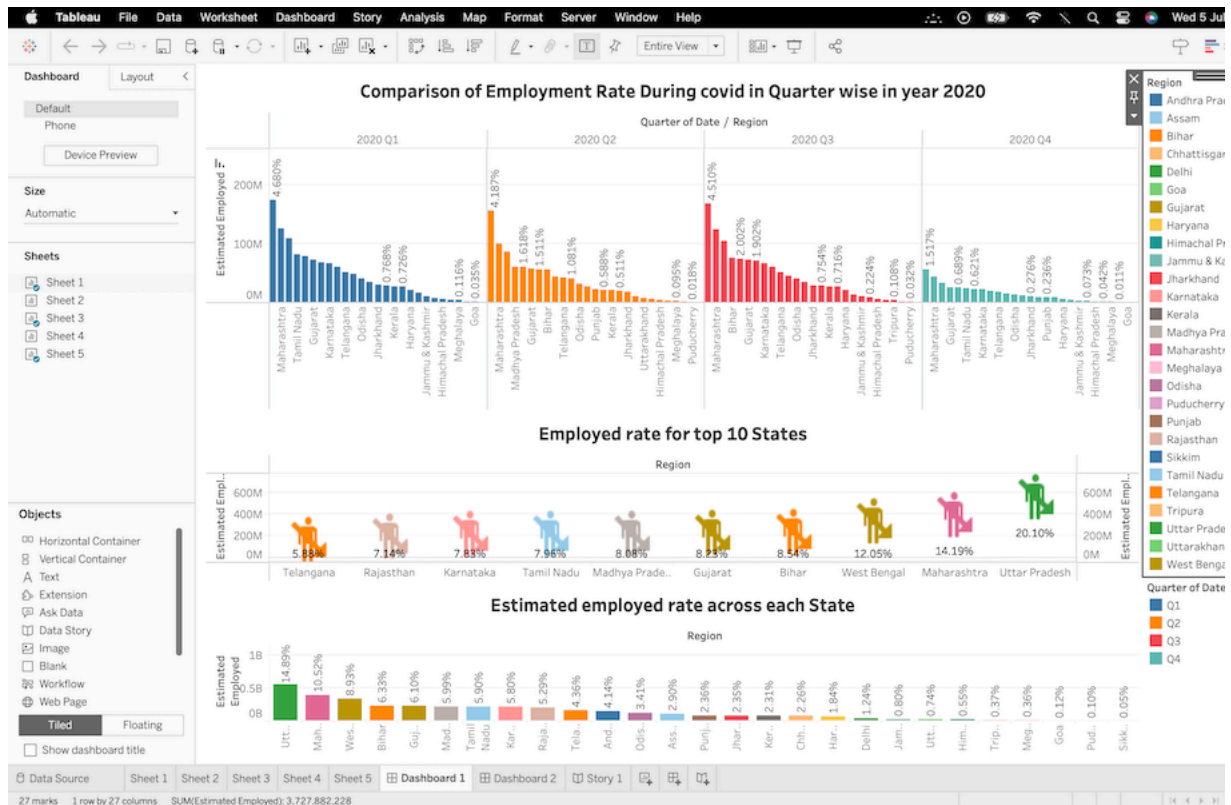 Tableau File Data Worksheet Dashboard Story Analysis Map Format Server Window Help Wed 5 Jul
Entire View
Dashboard Layout
Default
Phone
Device Preview
Size
Automatic
Sheets
Sheet 1
Sheet 2
Sheet 3
Sheet 4
Sheet 5
Objects
Horizontal Container
Vertical Container
Text
Extension
Ask Data
Data Story
Image
Blank
Workflow
Web Page
Tiled Floating
Show dashboard title
Comparison of Employment Rate During covid in Quarter wise in year 2020
Quarter of Date / Region
2020 Q1 2020 Q2 2020 Q3 2020 Q4
Estimated Employed
200M
100M
0M
4.680% 0.768% 0.726% 0.116% 0.035%
4.187% 1.618% 1.511% 1.081% 0.588% 0.511% 0.095% 0.018%
4.510% 2.002% 1.902% 0.754% 0.716% 0.224% 0.108% 0.032%
1.517% 0.689% 0.621% 0.276% 0.236% 0.073% 0.042% 0.011%
Maharashtra Tamil Nadu Gujarat Karnataka Telangana Odisha Jharkhand Kerala Haryana Jammu & Kashmir Himachal Pradesh Meghalaya Goa
Maharashtra Madhya Pradesh Gujarat Bihar Telangana Odisha Punjab Kerala Jharkhand Uttarakhand Himachal Pradesh Meghalaya Puducherry
Maharashtra Bihar Gujarat Karnataka Telangana Odisha Jharkhand Kerala Haryana Jammu & Kashmir Himachal Pradesh Tripura Puducherry
Maharashtra Gujarat Tamil Nadu Karnataka Telangana Odisha Jharkhand Punjab Haryana Jammu & Kashmir Himachal Pradesh Meghalaya Goa
Employed rate for top 10 States
Region
Estimated Empl..
600M
400M
200M
0M
5.88% 7.14% 7.83% 7.96% 8.08% 8.23% 8.54% 12.05% 14.19% 20.10%
600M
400M
200M
0M
Estimated Empl..
Telangana Rajasthan Karnataka Tamil Nadu Madhya Prade.. Gujarat Bihar West Bengal Maharashtra Uttar Pradesh
Estimated employed rate across each State
Region
Estimated
Employed
1B
0.5B
0B
14.89% 10.52% 8.93% 6.33% 6.10% 5.99% 5.90% 5.80% 5.29% 4.36% 4.14% 3.41% 2.90% 2.36% 2.35% 2.31% 2.26% 1.84% 1.24% 0.80% 0.74% 0.55% 0.37% 0.36% 0.12% 0.10% 0.05%
Utt.. Mah.. Wes.. Bihar Guj.. Mad.. Tamil Nadu Kar.. Raja.. Tela.. And.. Odis.. Ass.. Punj.. Jhar.. Ker.. Chh.. Har.. Delhi Jam.. Utt.. Him.. Trip.. Meg.. Goa Pud.. Sikk..
Region
Andhra Prad
Assam
Bihar
Chhattisgar
Delhi
Goa
Gujarat
Haryana
Himachal Pr
Jammu & Ka
Jharkhand
Karnataka
Kerala
Madhya Pra
Maharashtr
Meghalaya
Odisha
Puducherry
Punjab
Rajasthan
Sikkim
Tamil Nadu
Telangana
Tripura
Uttar Prades
Uttarakhan
West Benga
Quarter of Date
Q1
Q2
Q3
Q4
Data Source Sheet 1 Sheet 2 Sheet 3 Sheet 4 Sheet 5 Dashboard 1 Dashboard 2 Story 1
27 marks 1 row by 27 columns SUM(Estimated Employed): 3,727,882,228